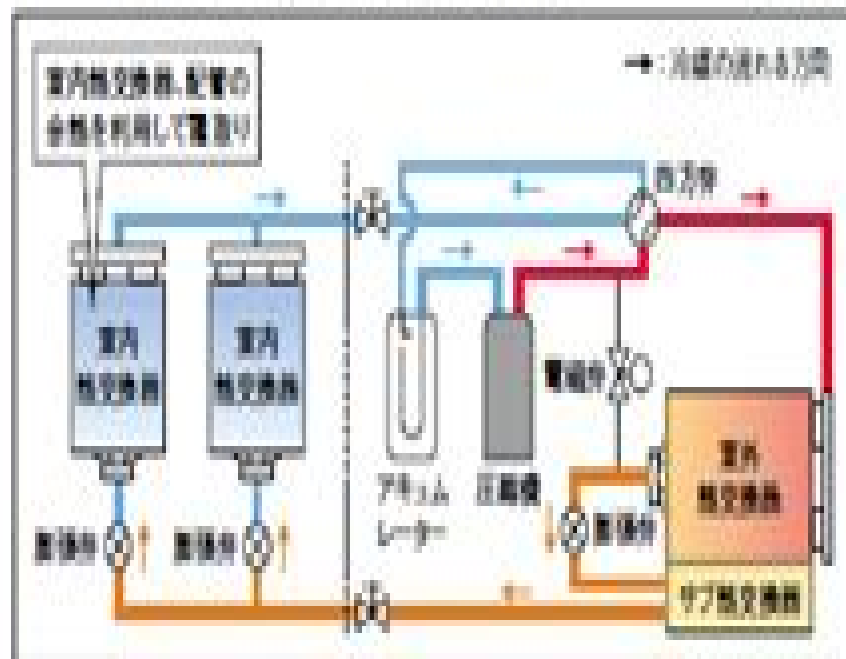 室内熱交換器、配管の
余熱を利用して霜取り
→:冷媒の流れる方向
四方弁
室内
熱交換器
室内
熱交換器
電磁弁
アキュム
レーター
圧縮機
膨張弁
膨張弁
膨張弁
熱交換器
サブ熱交換器